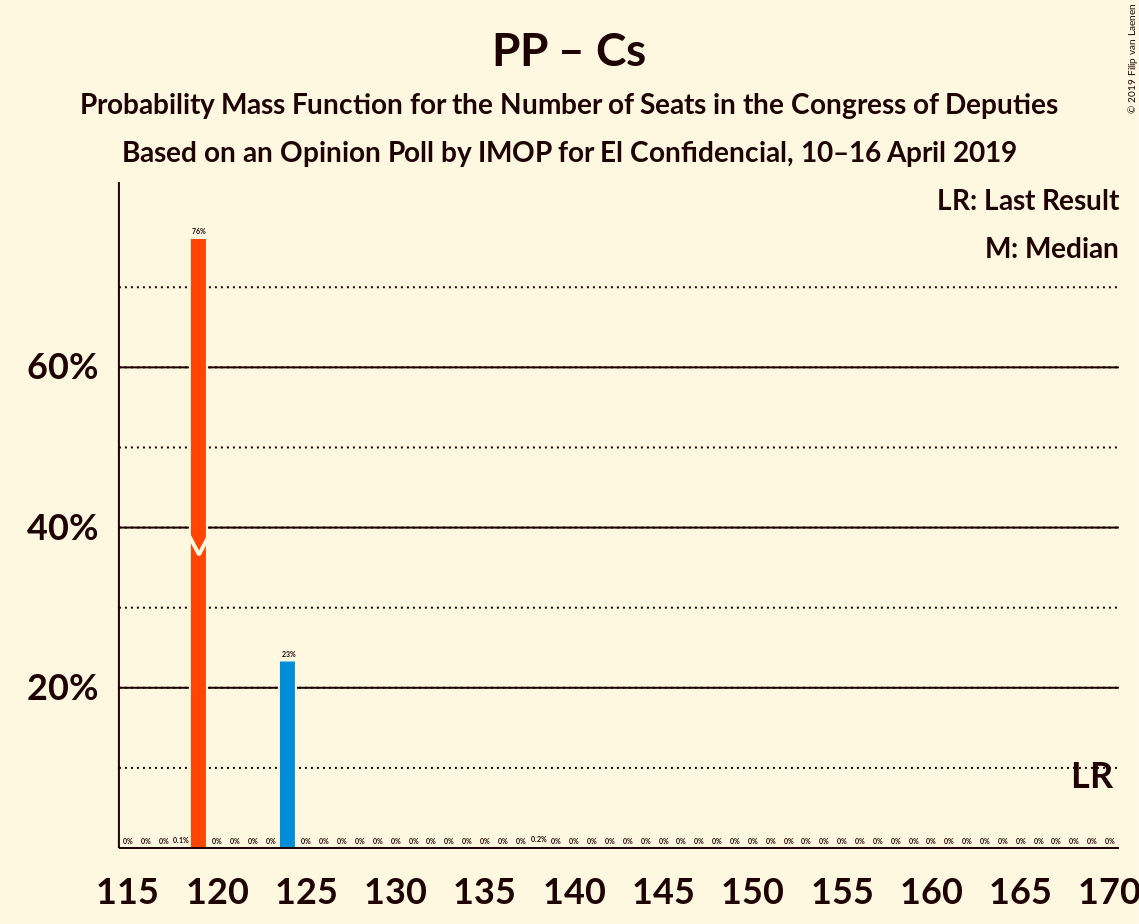 © 2019 Filip van Laenen
PP – Cs
Probability Mass Function for the Number of Seats in the Congress of Deputies
Based on an Opinion Poll by IMOP for El Confidencial, 10–16 April 2019
LR: Last Result
M: Median
76%
60%
40%
23%
20%
LR
0% 0% 0% 0.1% 0% 0% 0% 0% 0% 0% 0% 0% 0% 0% 0% 0% 0% 0% 0% 0% 0% 0.2% 0% 0% 0% 0% 0% 0% 0% 0% 0% 0% 0% 0% 0% 0% 0% 0% 0% 0% 0% 0% 0% 0% 0% 0% 0% 0% 0% 0% 0% 0% 0% 0%
115 120 125 130 135 140 145 150 155 160 165 170